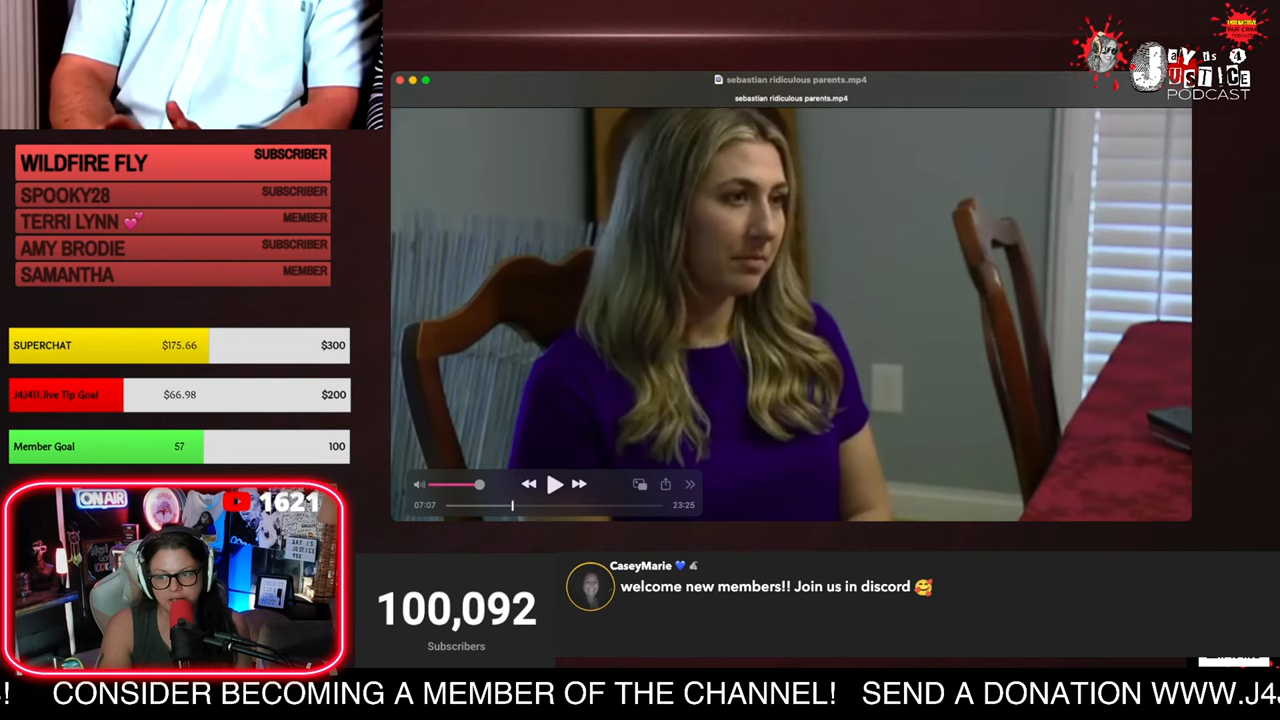 WILDFIRE FLY SUBSCRIBER
SPOOKY28 SUBSCRIBER
TERRI LYNN 💕 MEMBER
AMY BRODIE SUBSCRIBER
SAMANTHA MEMBER
SUPERCHAT $175.66 $300
J4J411.live Tip Goal $66.98 $200
Member Goal 57 100
ON AIR
1621
sebastian ridiculous parents.mp4
sebastian ridiculous parents.mp4
JAY IS 4
JUSTICE
PODCAST
07:07 23:25
100,092
Subscribers
CaseyMarie 💙
welcome new members!! Join us in discord 🥰
! CONSIDER BECOMING A MEMBER OF THE CHANNEL! SEND A DONATION WWW.J4